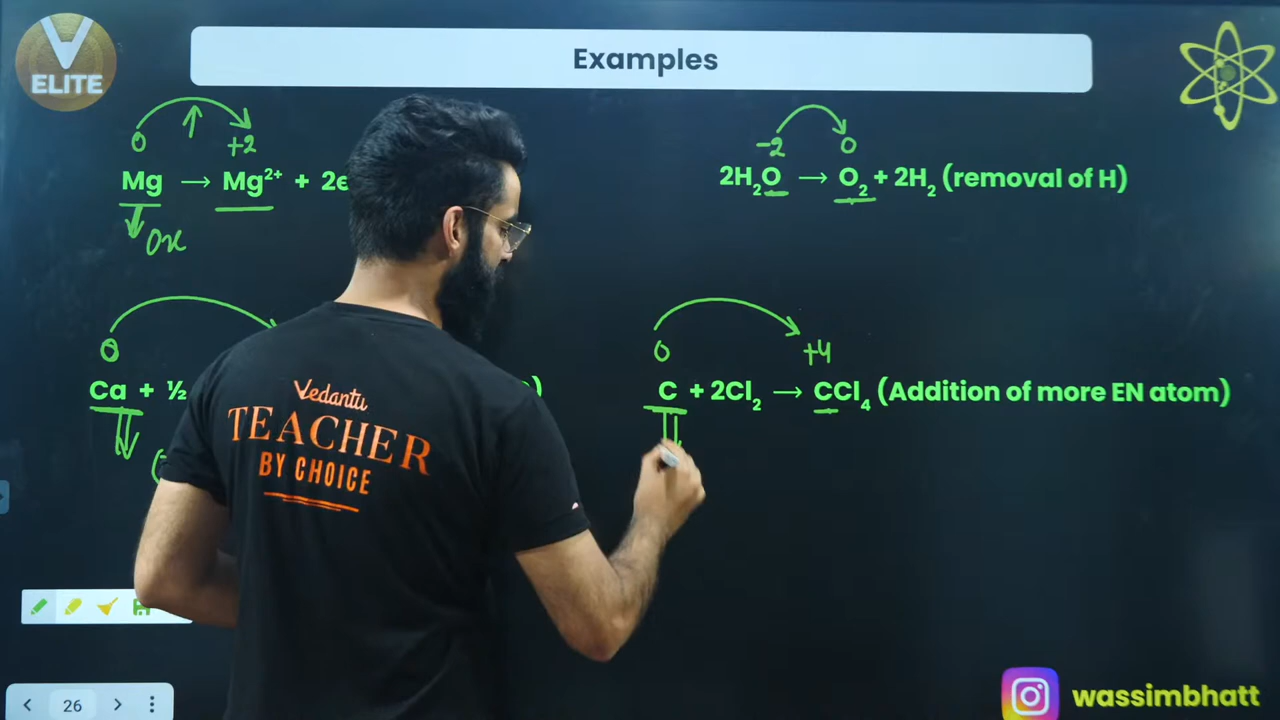 V
ELITE
Examples
0 +2
Mg → Mg²⁺ + 2e
Ox
-2 0
2H₂O → O₂ + 2H₂ (removal of H)
0
Ca + ½
0 +4
C + 2Cl₂ → CCl₄ (Addition of more EN atom)
Vedantu
TEACHER
BY CHOICE
26
wassimbhatt